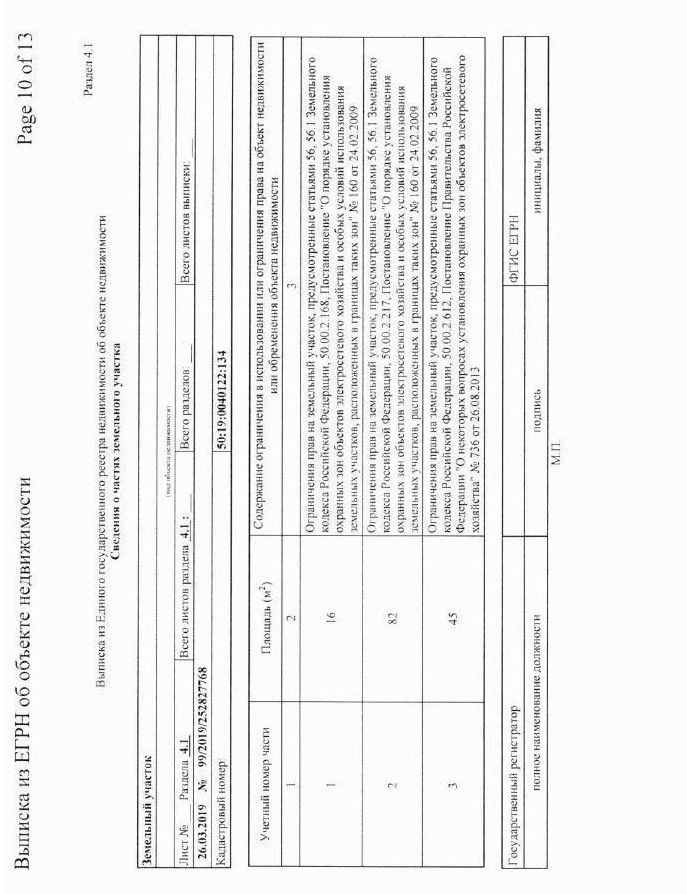 Выписка из ЕГРН об объекте недвижимости
Page 10 of 13
Раздел 4.1
Выписка из Единого государственного реестра недвижимости об объекте недвижимости
Сведения о частях земельного участка
Земельный участок
(вид объекта недвижимости)
Лист № ___ Раздела 4.1
Всего листов раздела 4.1 : ___
Всего разделов: ___
Всего листов выписки: ___
26.03.2019 № 99/2019/252827768
Кадастровый номер:
50:19:0040122:134
Учетный номер части
Площадь (м²)
Содержание ограничения в использовании или ограничения права на объект недвижимости
или обременения объекта недвижимости
1
2
3
1
16
Ограничения прав на земельный участок, предусмотренные статьями 56, 56.1 Земельного
кодекса Российской Федерации, 50.00.2.168, Постановление "О порядке установления
охранных зон объектов электросетевого хозяйства и особых условий использования
земельных участков, расположенных в границах таких зон" № 160 от 24.02.2009
2
82
Ограничения прав на земельный участок, предусмотренные статьями 56, 56.1 Земельного
кодекса Российской Федерации, 50.00.2.217, Постановление "О порядке установления
охранных зон объектов электросетевого хозяйства и особых условий использования
земельных участков, расположенных в границах таких зон" № 160 от 24.02.2009
3
45
Ограничения прав на земельный участок, предусмотренные статьями 56, 56.1 Земельного
кодекса Российской Федерации, 50.00.2.612, Постановление Правительства Российской
Федерации "О некоторых вопросах установления охранных зон объектов электросетевого
хозяйства" № 736 от 26.08.2013
Государственный регистратор
ФГИС ЕГРН
полное наименование должности
подпись
инициалы, фамилия
М.П.